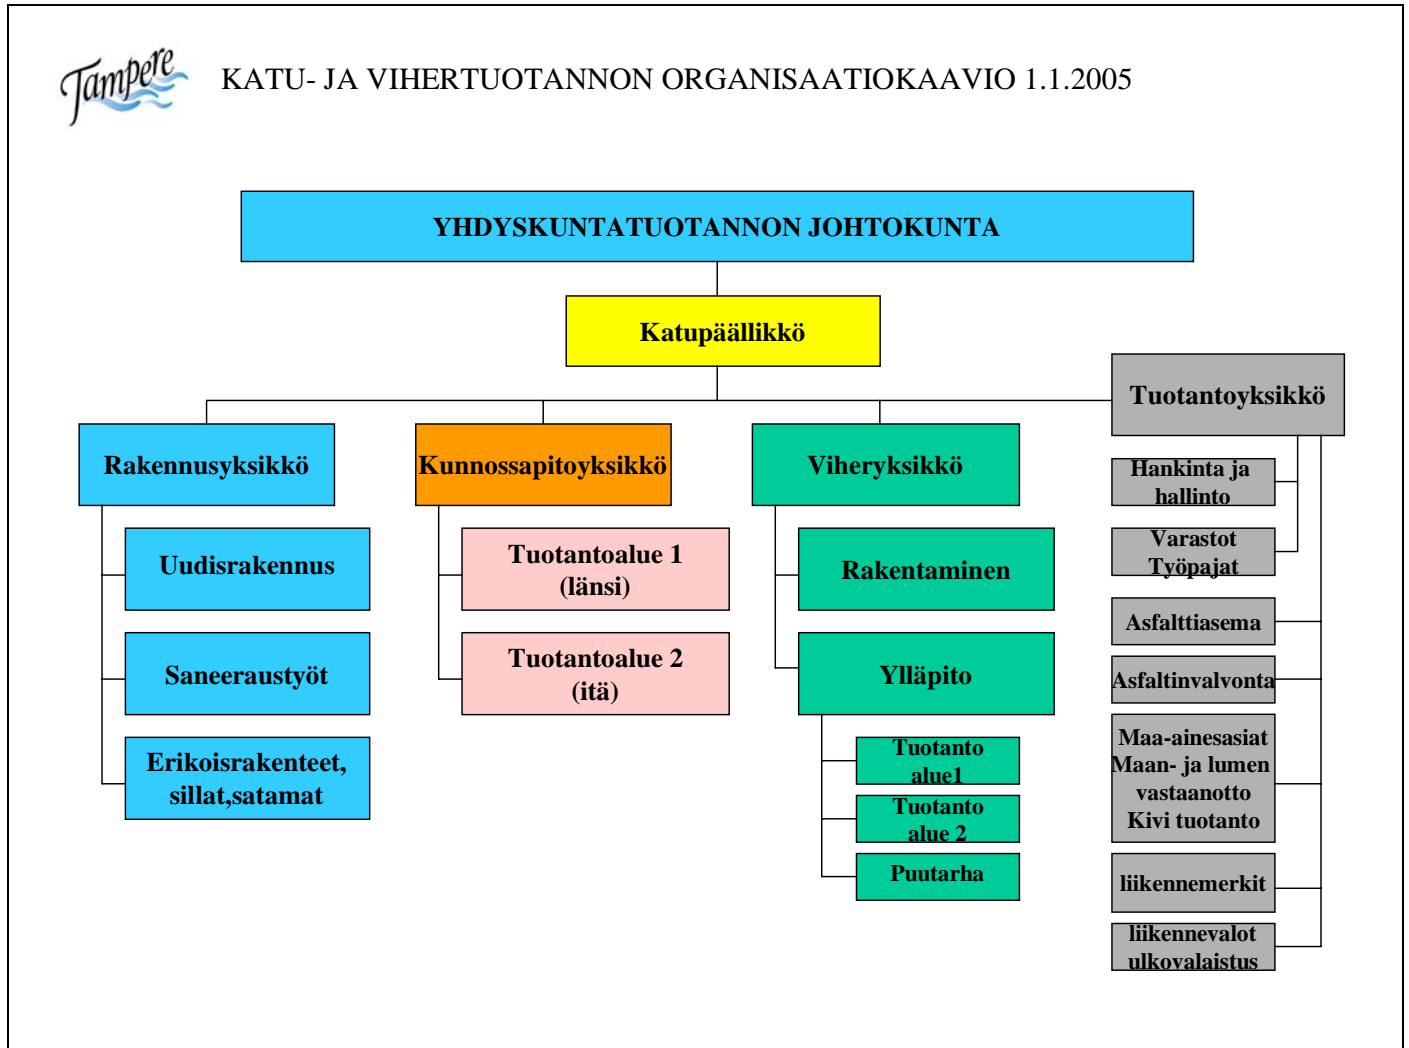 Tampere
KATU- JA VIHERTUOTANNON ORGANISAATIOKAAVIO 1.1.2005
YHDYSKUNTATUOTANNON JOHTOKUNTA
Katupäällikkö
Rakennusyksikkö
Uudisrakennus
Saneeraustyöt
Erikoisrakenteet,
sillat,satamat
Kunnossapitoyksikkö
Tuotantoalue 1
(länsi)
Tuotantoalue 2
(itä)
Viheryksikkö
Rakentaminen
Ylläpito
Tuotanto
alue1
Tuotanto
alue 2
Puutarha
Tuotantoyksikkö
Hankinta ja
hallinto
Varastot
Työpajat
Asfalttiasema
Asfaltinvalvonta
Maa-ainesasiat
Maan- ja lumen
vastaanotto
Kivi tuotanto
liikennemerkit
liikennevalot
ulkovalaistus